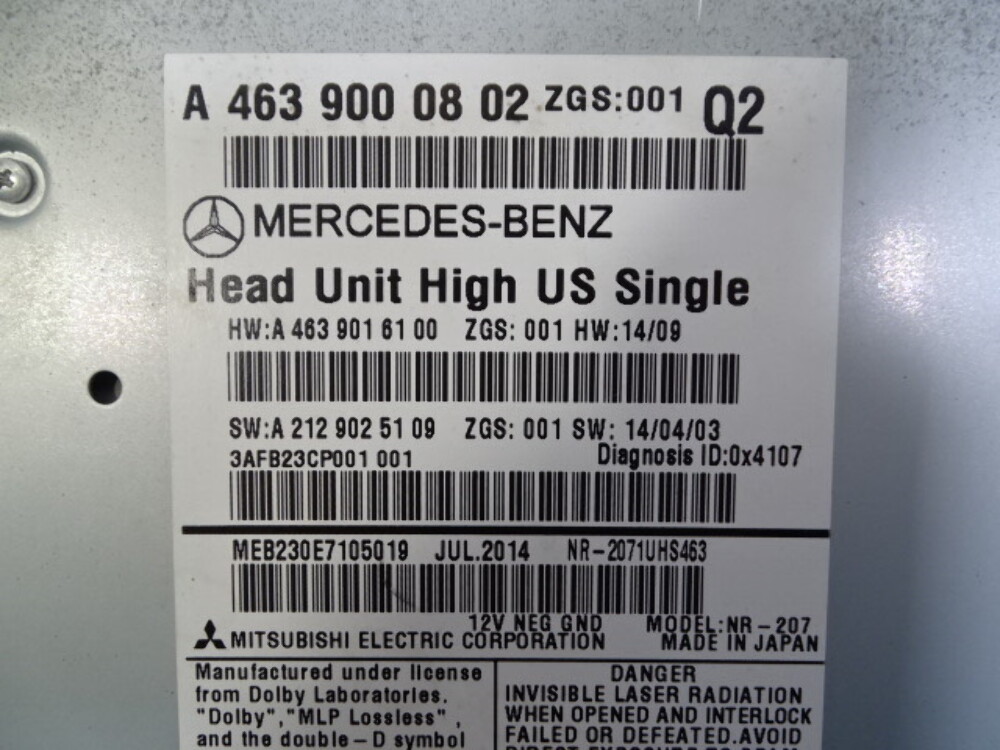 A 463 900 08 02 ZGS:001 Q2
MERCEDES-BENZ
Head Unit High US Single
HW:A 463 901 61 00 ZGS: 001 HW:14/09
SW:A 212 902 51 09 ZGS: 001 SW: 14/04/03
3AFB23CP001 001 Diagnosis ID:0x4107
MEB230E7105019 JUL.2014 NR-2071UHS463
12V NEG GND MODEL:NR-207
MITSUBISHI ELECTRIC CORPORATION MADE IN JAPAN
Manufactured under license
from Dolby Laboratories.
"Dolby","MLP Lossless",
and the double-D symbol
DANGER
INVISIBLE LASER RADIATION
WHEN OPENED AND INTERLOCK
FAILED OR DEFEATED.AVOID